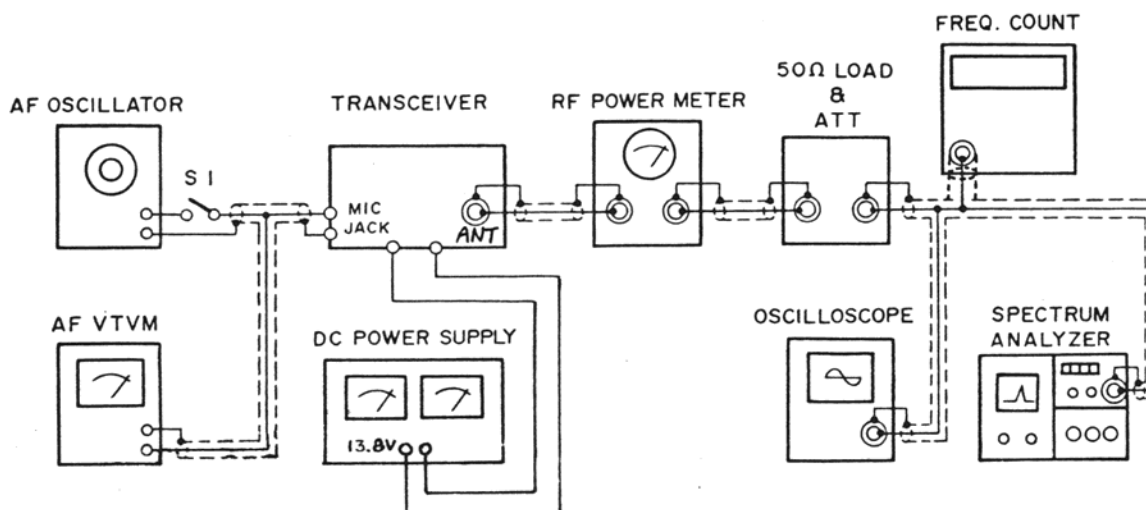 FREQ. COUNT
50Ω LOAD
&
ATT
AF OSCILLATOR
TRANSCEIVER
RF POWER METER
S1
MIC
JACK
ANT
AF VTVM
DC POWER SUPPLY
13.8V
OSCILLOSCOPE
SPECTRUM
ANALYZER